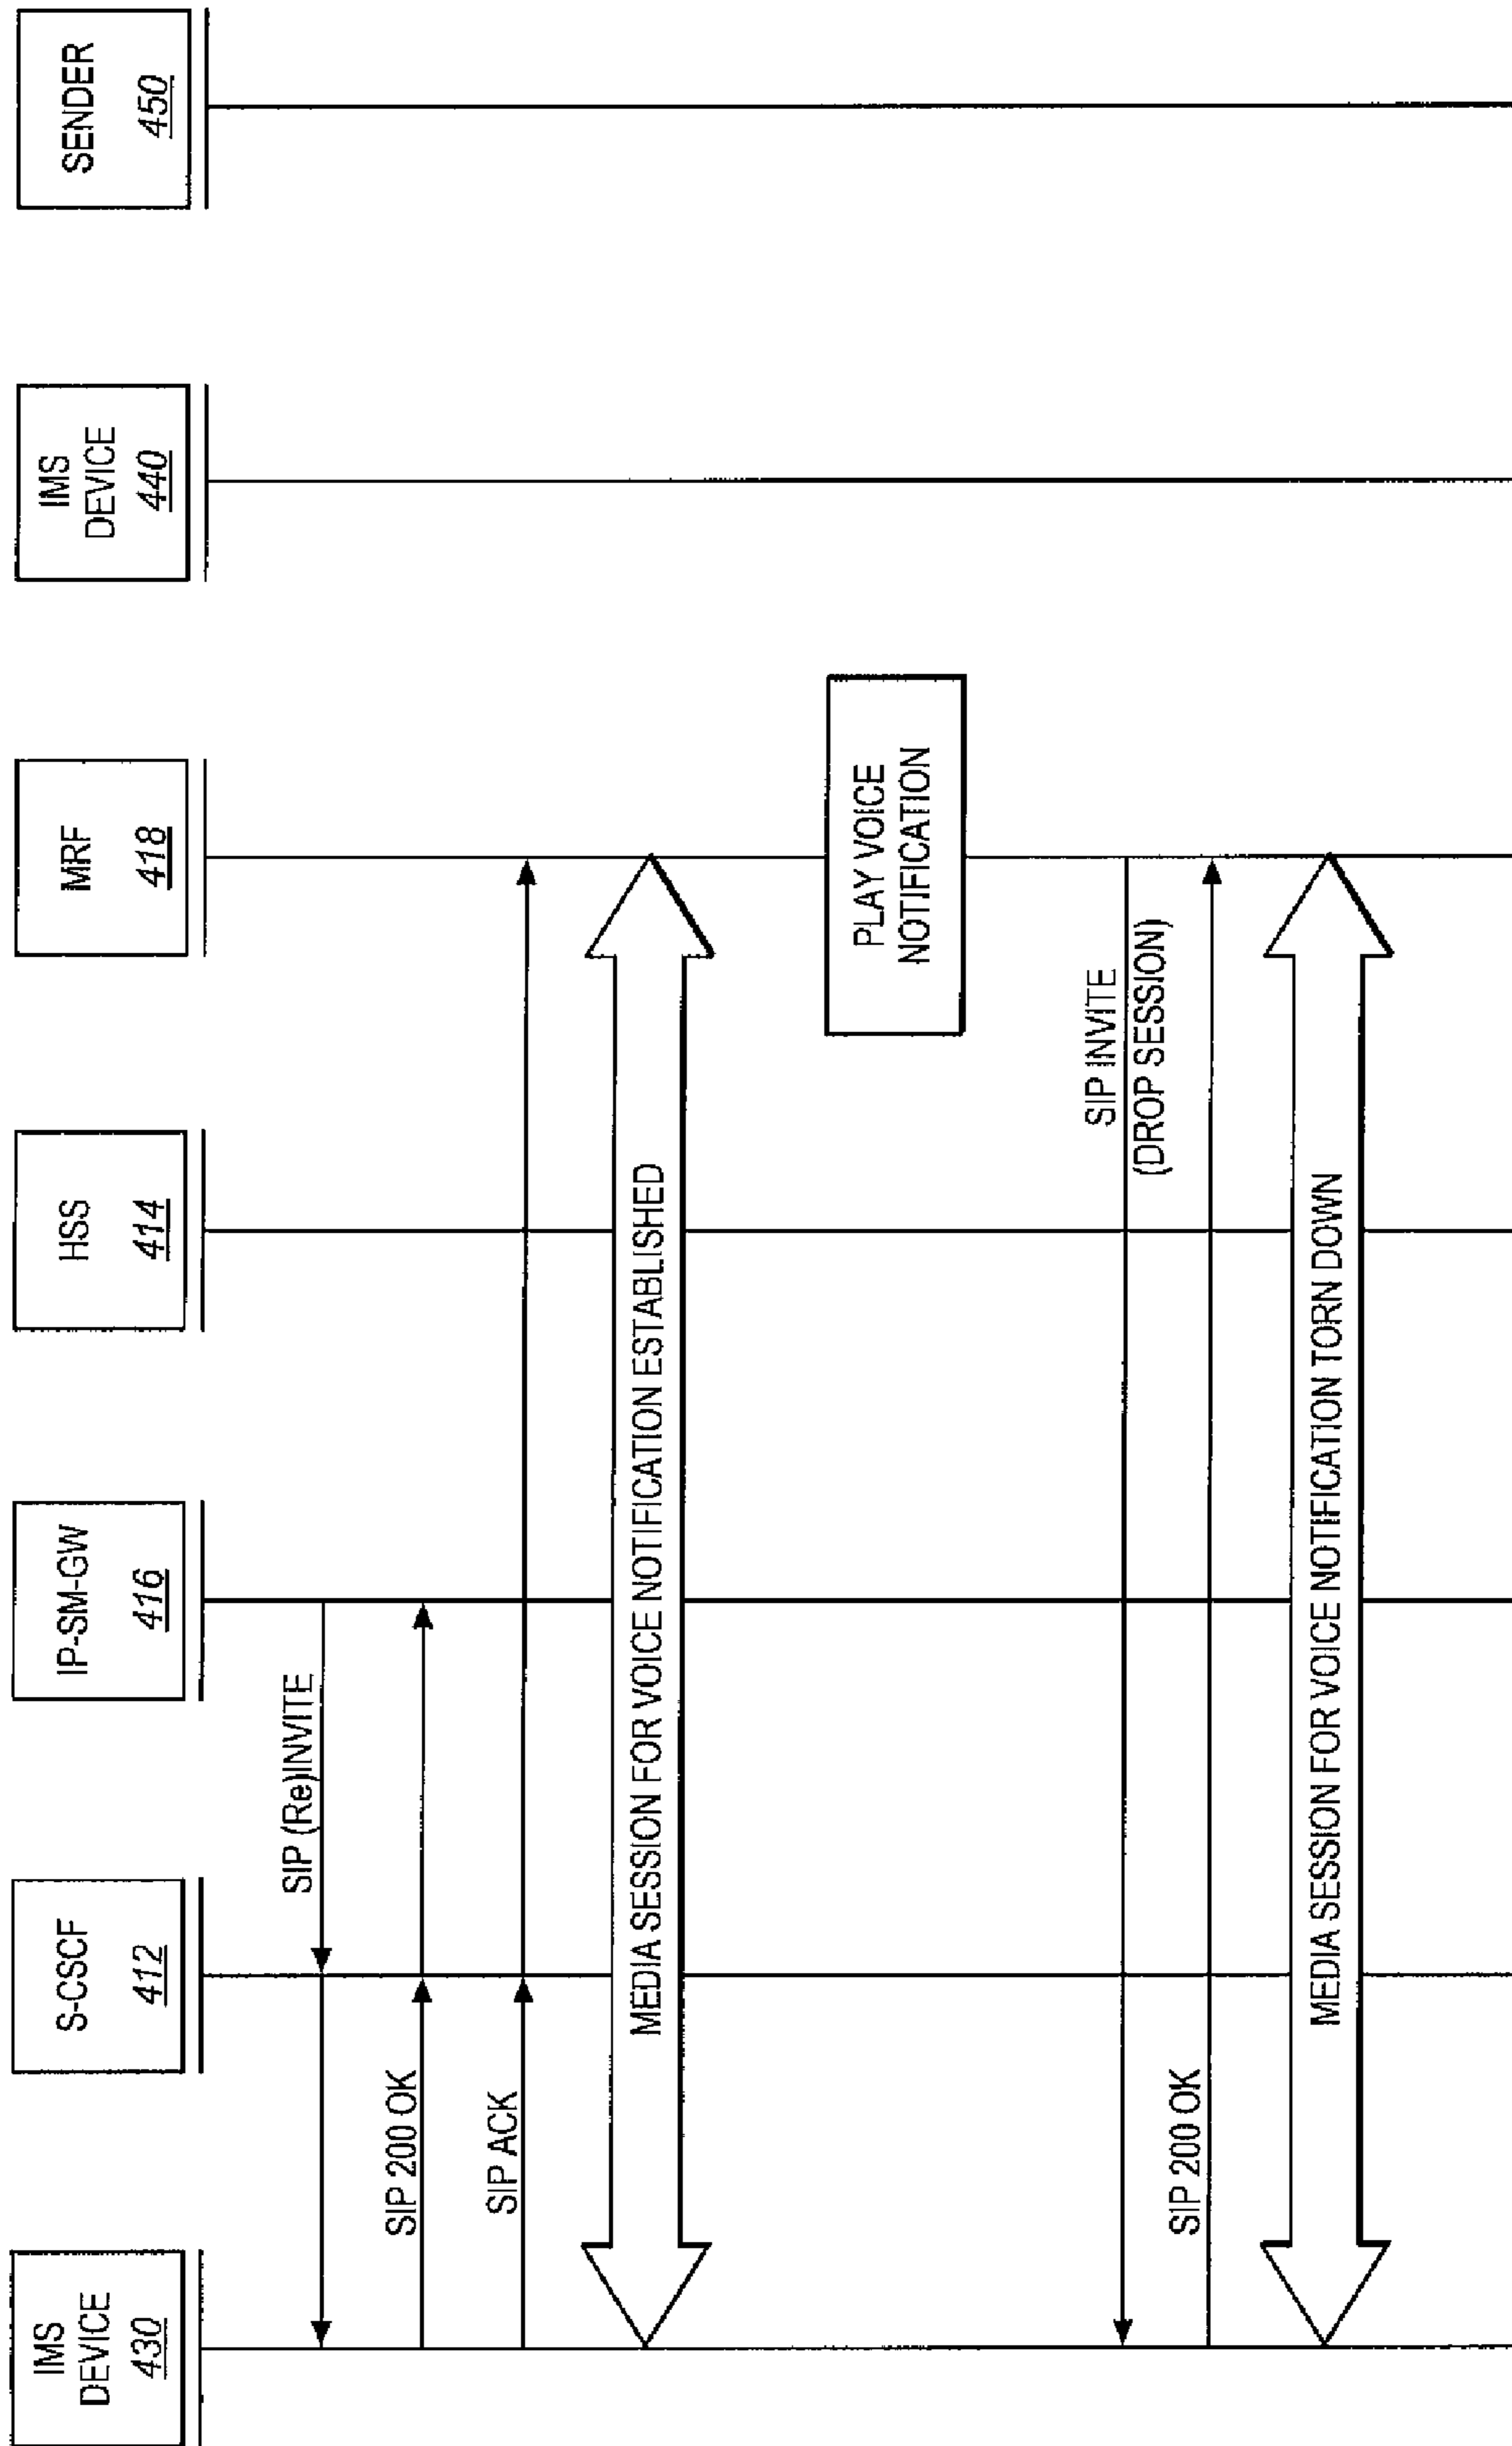 IMS
DEVICE
430
S-CSCF
412
IP-SM-GW
416
HSS
414
MRF
418
IMS
DEVICE
440
SENDER
450
SIP (Re)INVITE
SIP 200 OK
SIP ACK
MEDIA SESSION FOR VOICE NOTIFICATION ESTABLISHED
PLAY VOICE
NOTIFICATION
SIP INVITE
(DROP SESSION)
SIP 200 OK
MEDIA SESSION FOR VOICE NOTIFICATION TORN DOWN